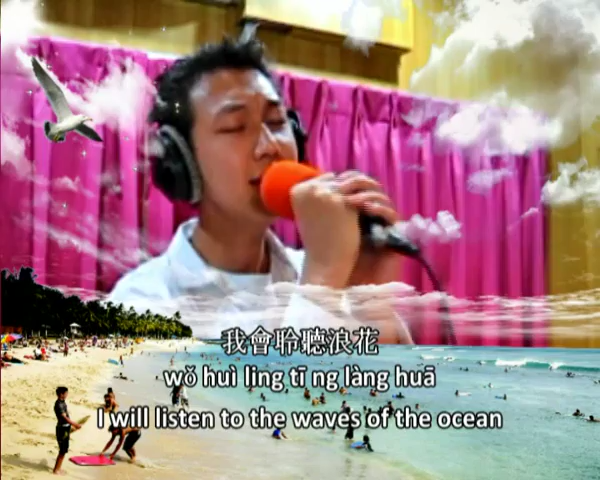 我會聆聽浪花
wǒ huì líng tī ng làng huā
I will listen to the waves of the ocean